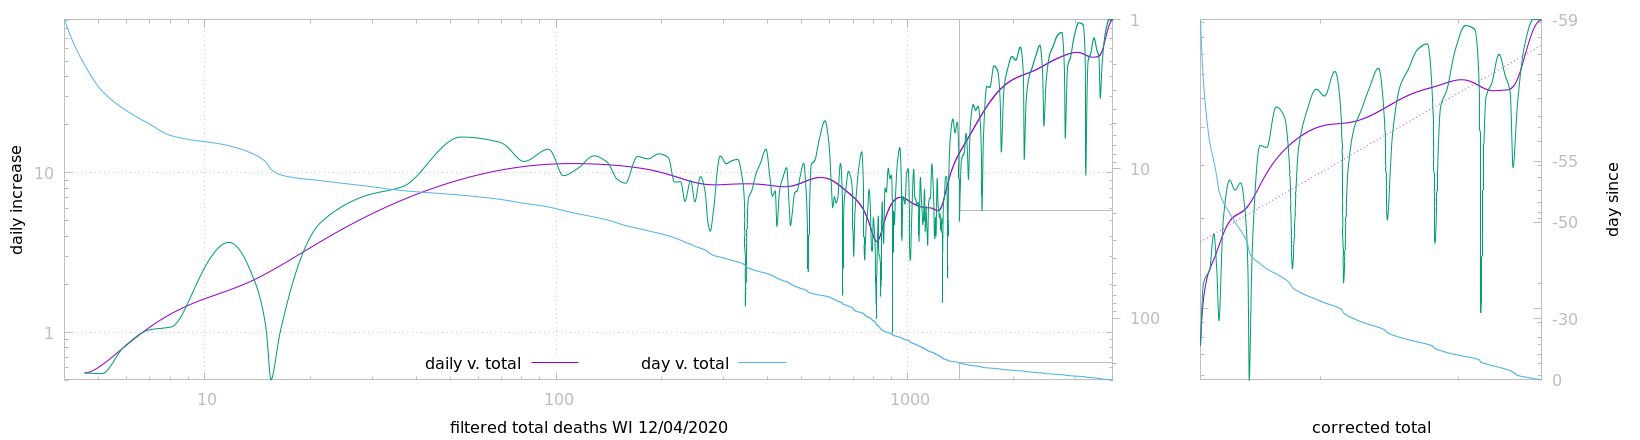 daily increase
10
1
daily v. total
day v. total
10
100
1000
filtered total deaths WI 12/04/2020
1
10
100
-59
-55
-50
-30
0
day since
corrected total